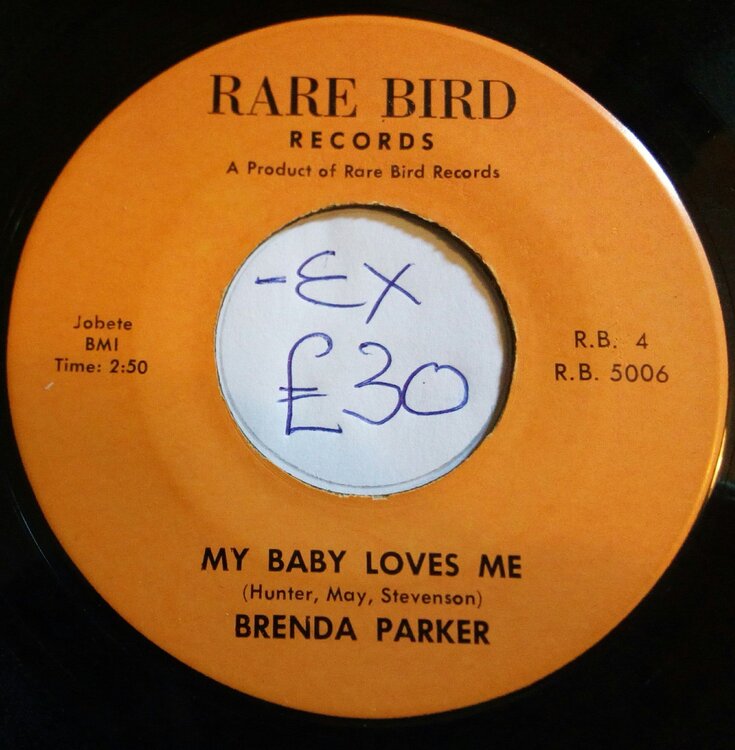 RARE BIRD
RECORDS
A Product of Rare Bird Records
-EX
£30
Jobete
BMI
Time: 2:50
R.B. 4
R.B. 5006
MY BABY LOVES ME
(Hunter, May, Stevenson)
BRENDA PARKER